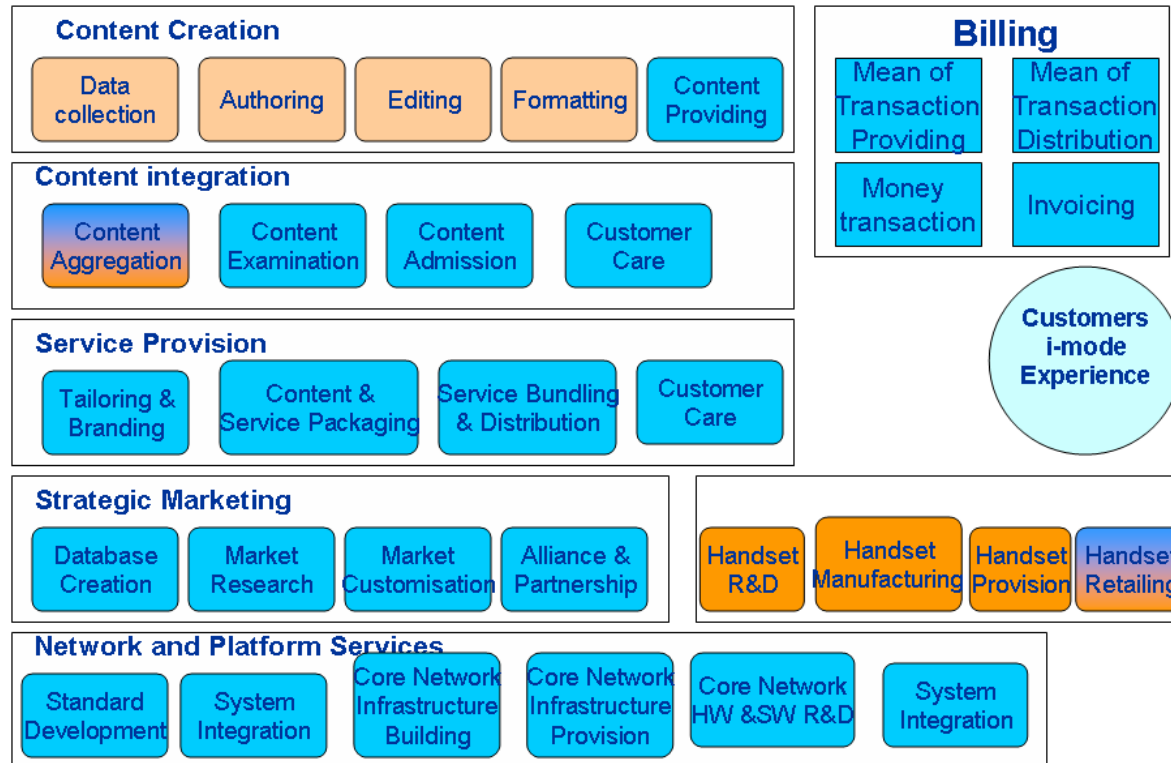 Content Creation
Data
collection
Authoring
Editing
Formatting
Content
Providing
Billing
Mean of
Transaction
Providing
Mean of
Transaction
Distribution
Money
transaction
Invoicing
Content integration
Content
Aggregation
Content
Examination
Content
Admission
Customer
Care
Customers
i-mode
Experience
Service Provision
Tailoring &
Branding
Content &
Service Packaging
Service Bundling
& Distribution
Customer
Care
Strategic Marketing
Database
Creation
Market
Research
Market
Customisation
Alliance &
Partnership
Handset
R&D
Handset
Manufacturing
Handset
Provision
Handset
Retailing
Network and Platform Services
Standard
Development
System
Integration
Core Network
Infrastructure
Building
Core Network
Infrastructure
Provision
Core Network
HW &SW R&D
System
Integration